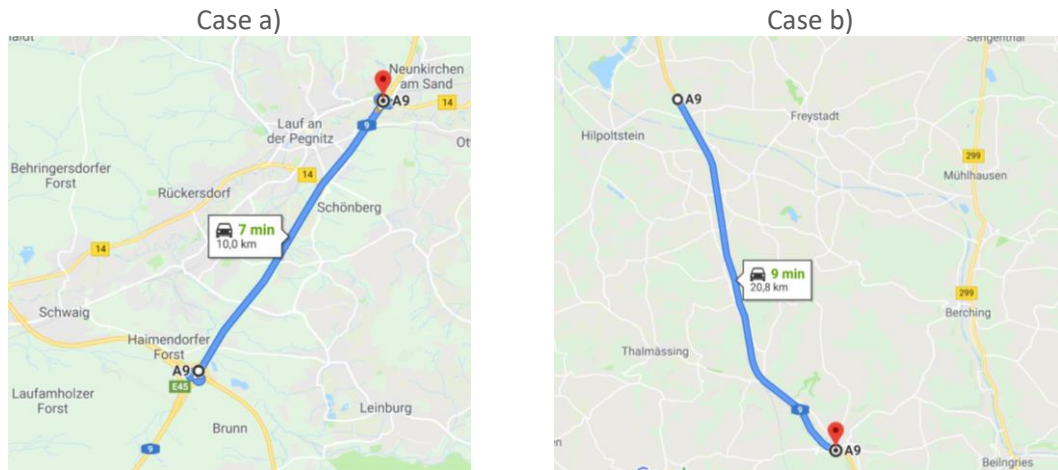 Case a)
Neunkirchen
am Sand
A9
14
9
Lauf an
der Pegnitz
Behringersdorfer
Forst
Rückersdorf
14
Schönberg
7 min
10,0 km
14
Schwaig
Haimendorfer
Forst
A9
E45
Laufamholzer
Forst
Leinburg
Brunn
9
Case b)
Sengenthal
A9
Freystadt
Hilpoltstein
299
Mühlhausen
9 min
20,8 km
299
Berching
Thalmässing
9
A9
Beilngries